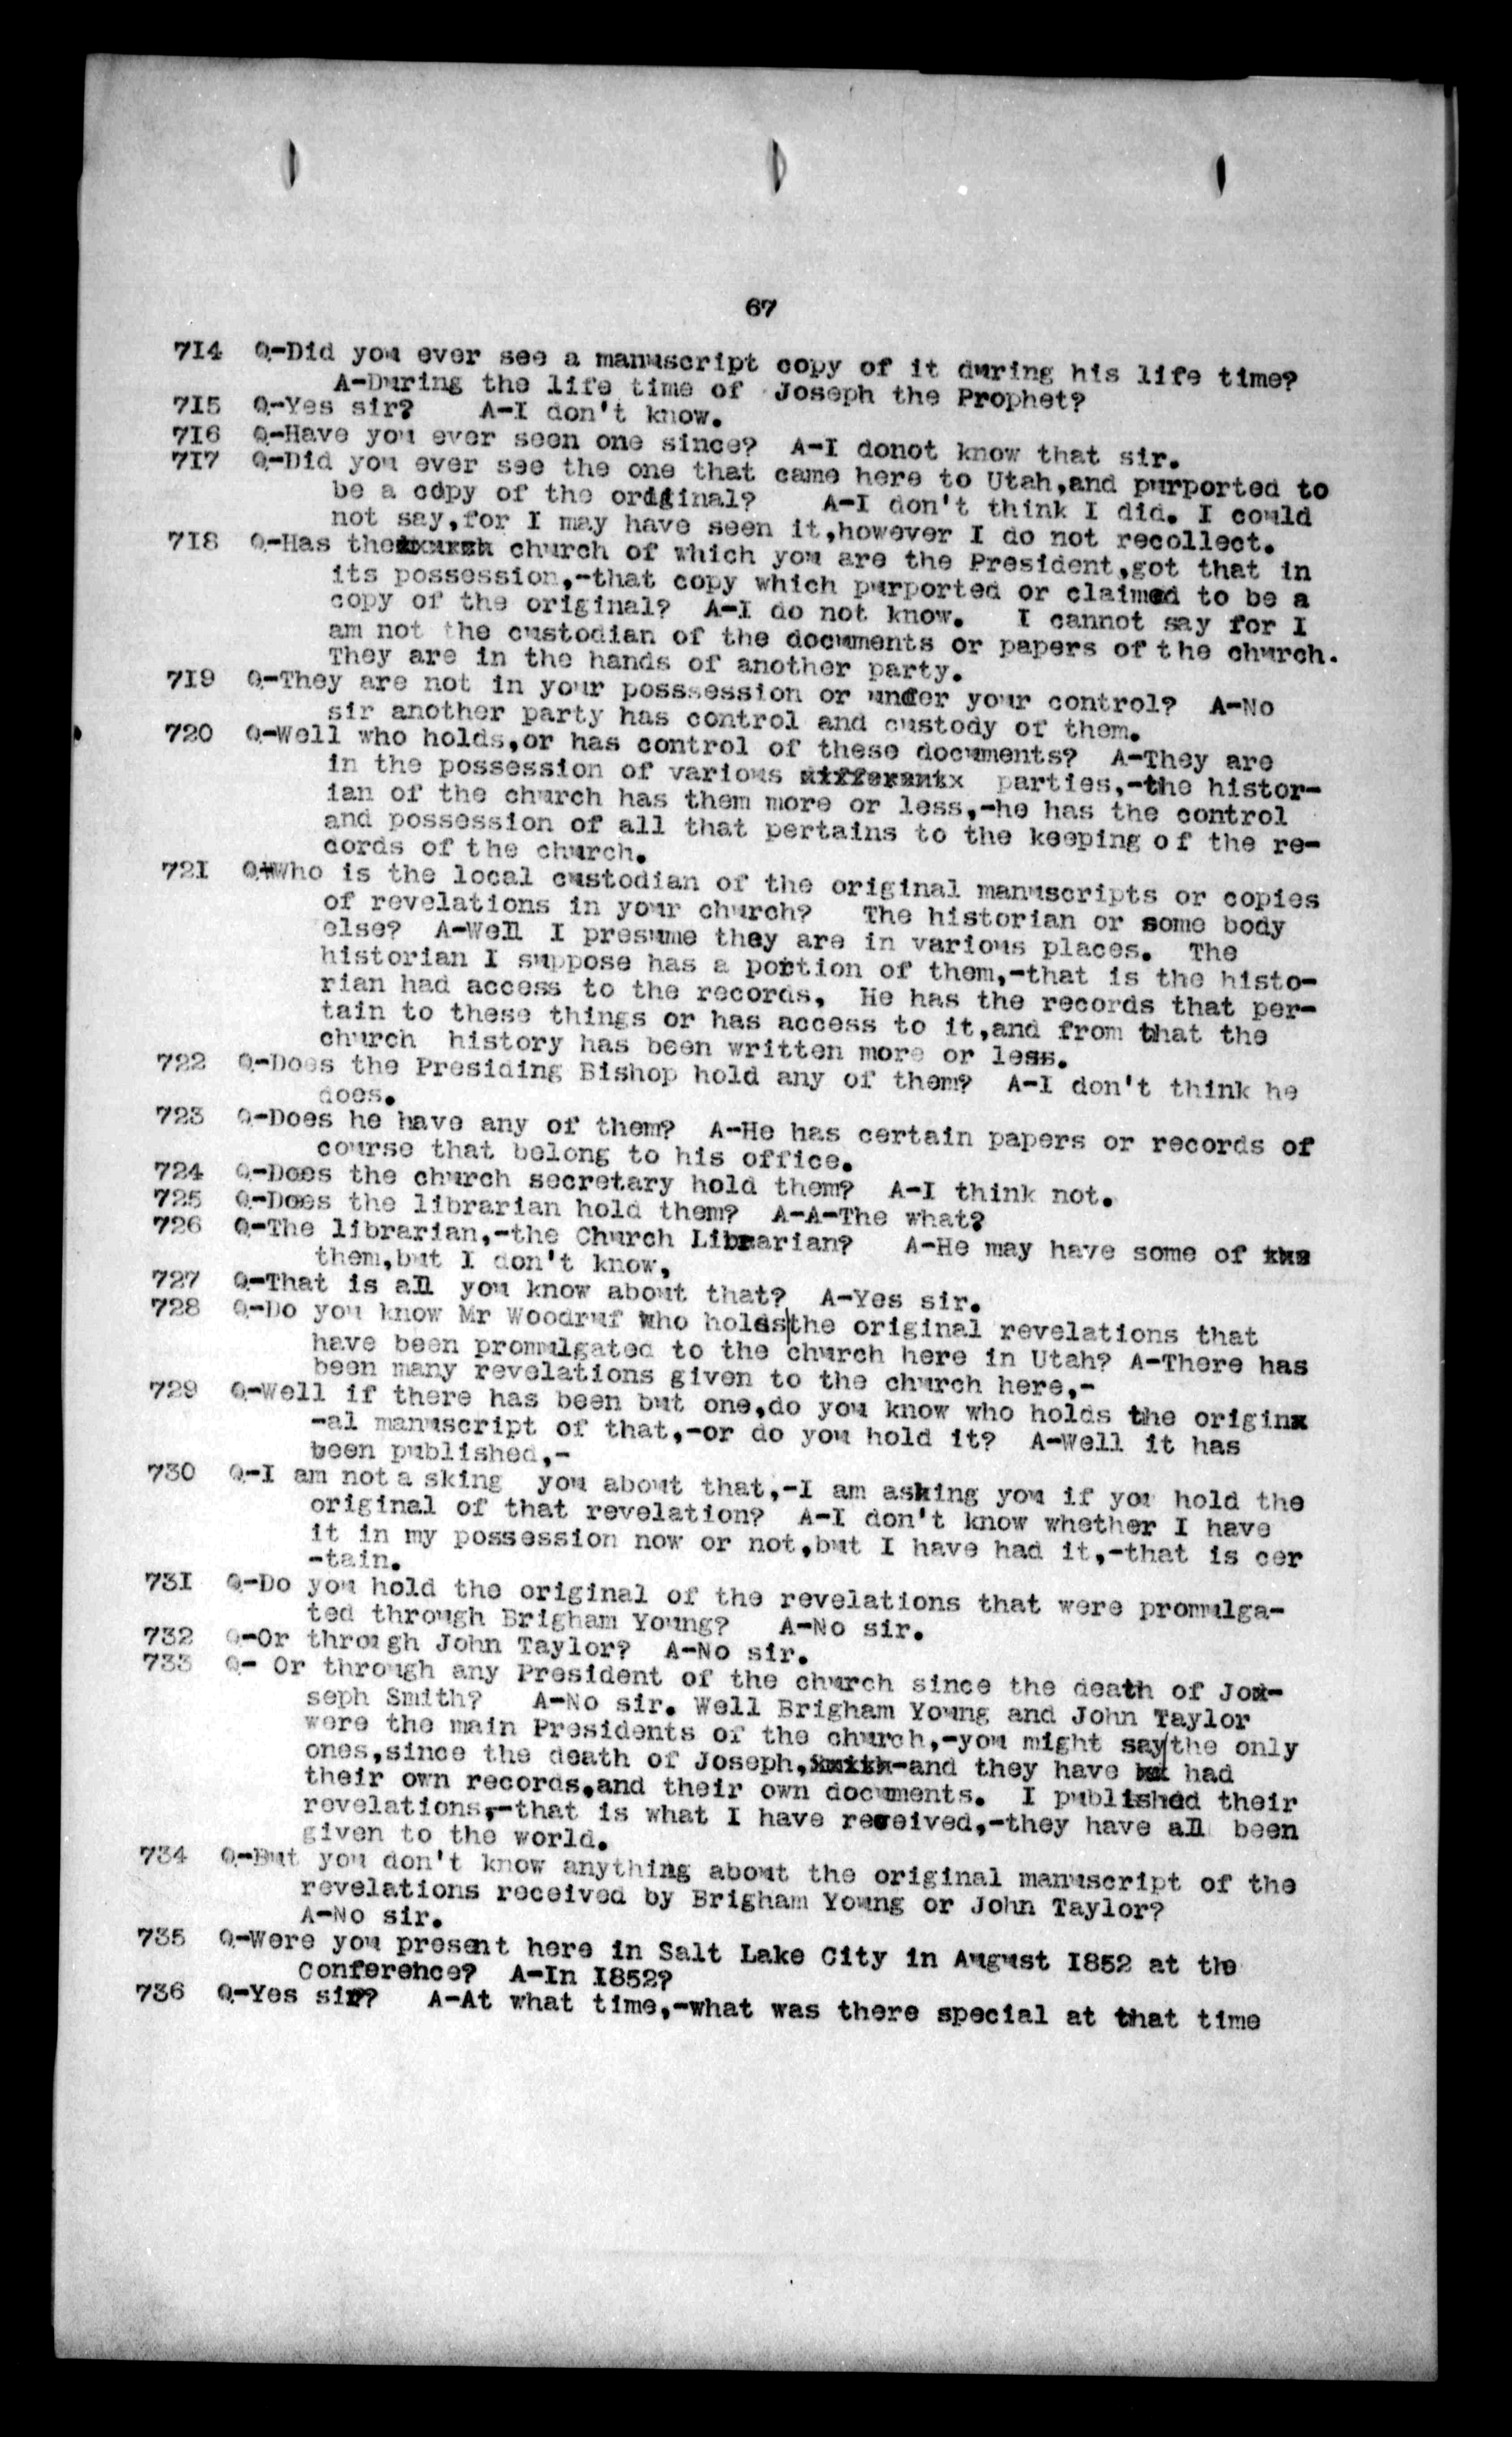 67
714 Q-Did you ever see a manuscript copy of it during his life time?
A-During the life time of Joseph the Prophet?
715 Q-Yes sir? A-I don't know.
716 Q-Have you ever seen one since? A-I donot know that sir.
717 Q-Did you ever see the one that came here to Utah,and purported to
be a copy of the original? A-I don't think I did. I could
not say,for I may have seen it,however I do not recollect.
718 Q-Has the church of which you are the President,got that in
its possession,-that copy which purported or claimed to be a
copy of the original? A-I do not know. I cannot say for I
am not the custodian of the documents or papers of the church.
They are in the hands of another party.
719 Q-They are not in your posssession or under your control? A-No
sir another party has control and custody of them.
720 Q-Well who holds,or has control of these documents? A-They are
in the possession of various differentx parties,-the histor-
ian of the church has them more or less,-he has the control
and possession of all that pertains to the keeping of the re-
cords of the church.
721 Q-Who is the local custodian of the original manuscripts or copies
of revelations in your church? The historian or some body
else? A-Well I presume they are in various places. The
historian I suppose has a portion of them,-that is the histo-
rian had access to the records, He has the records that per-
tain to these things or has access to it,and from that the
church history has been written more or less.
722 Q-Does the Presiding Bishop hold any of them? A-I don't think he
does.
723 Q-Does he have any of them? A-He has certain papers or records of
course that belong to his office.
724 Q-Does the church secretary hold them? A-I think not.
725 Q-Does the librarian hold them? A-A-The what?
726 Q-The librarian,-the Church Librarian? A-He may have some of
them,but I don't know,
727 Q-That is all you know about that? A-Yes sir.
728 Q-Do you know Mr Woodruf who holds the original revelations that
have been promulgated to the church here in Utah? A-There has
been many revelations given to the church here,-
729 Q-Well if there has been but one,do you know who holds the origin
-al manuscript of that,-or do you hold it? A-Well it has
been published,-
730 Q-I am not a sking you about that,-I am asking you if you hold the
original of that revelation? A-I don't know whether I have
it in my possession now or not,but I have had it,-that is cer
-tain.
731 Q-Do you hold the original of the revelations that were promulga-
ted through Brigham Young? A-No sir.
732 Q-Or through John Taylor? A-No sir.
733 Q- Or through any President of the church since the death of Jo-
seph Smith? A-No sir. Well Brigham Young and John Taylor
were the main Presidents of the church,-you might say the only
ones,since the death of Joseph,Smith-and they have had
their own records,and their own documents. I published their
revelations,-that is what I have received,-they have all been
given to the world.
734 Q-But you don't know anything about the original manuscript of the
revelations received by Brigham Young or John Taylor?
A-No sir.
735 Q-Were you present here in Salt Lake City in August 1852 at the
Conference? A-In 1852?
736 Q-Yes sir? A-At what time,-what was there special at that time